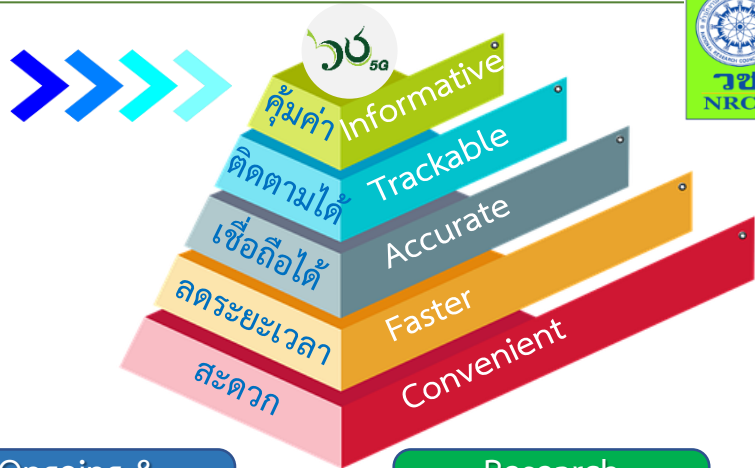 5G
วช
NRC
คุ้มค่า Informative
ติดตามได้ Trackable
เชื่อถือได้ Accurate
ลดระยะเวลา Faster
สะดวก Convenient
Ongoing &
Research